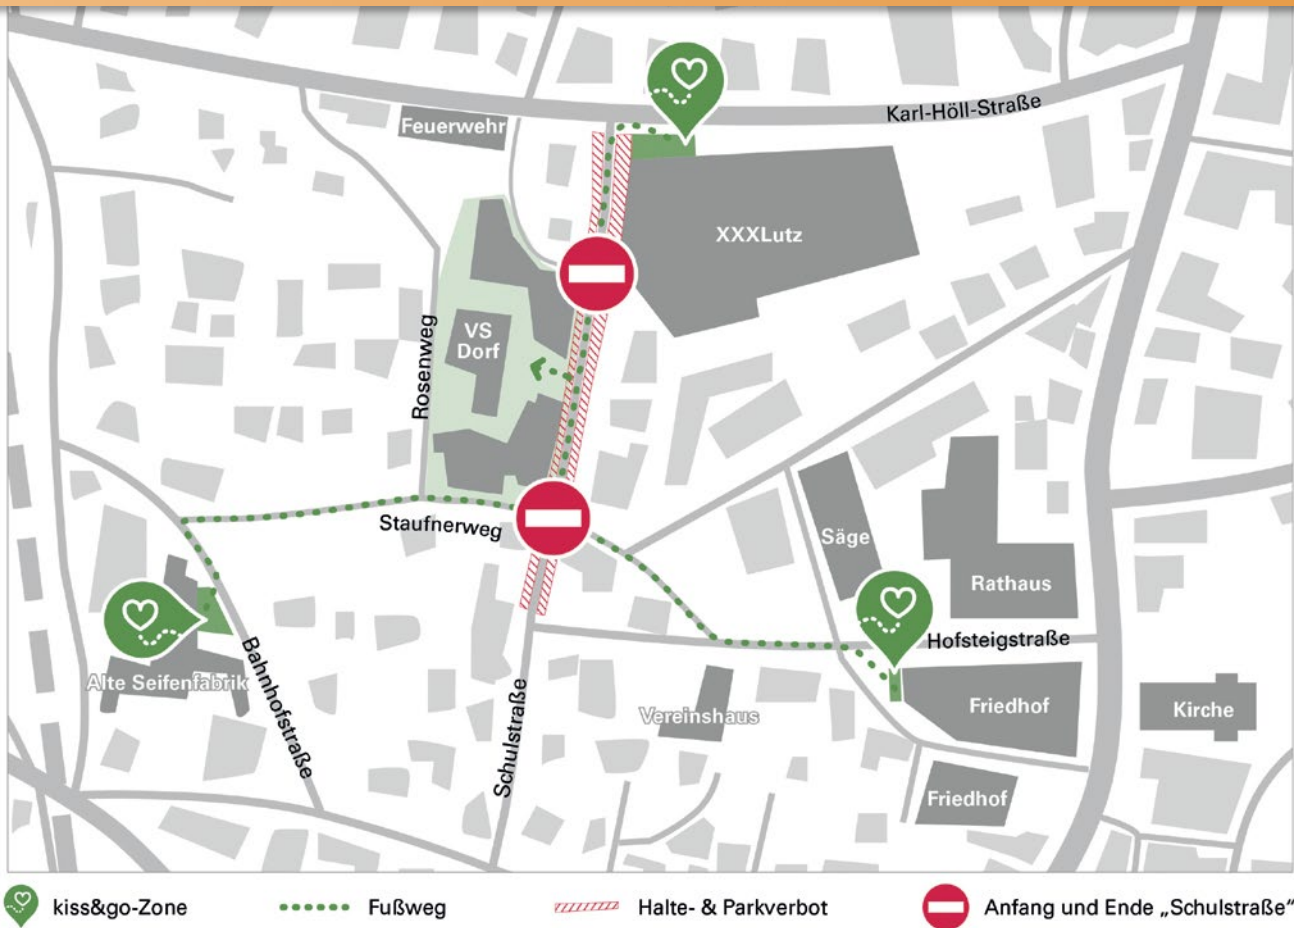 Karl-Höll-Straße
Feuerwehr
XXXLutz
VS
Dorf
Rosenweg
Staufnerweg
Säge
Rathaus
Hofsteigstraße
Bahnhofstraße
Alte Seifenfabrik
Schulstraße
Vereinshaus
Friedhof
Kirche
Friedhof
kiss&go-Zone
Fußweg
Halte- & Parkverbot
Anfang und Ende „Schulstraße“